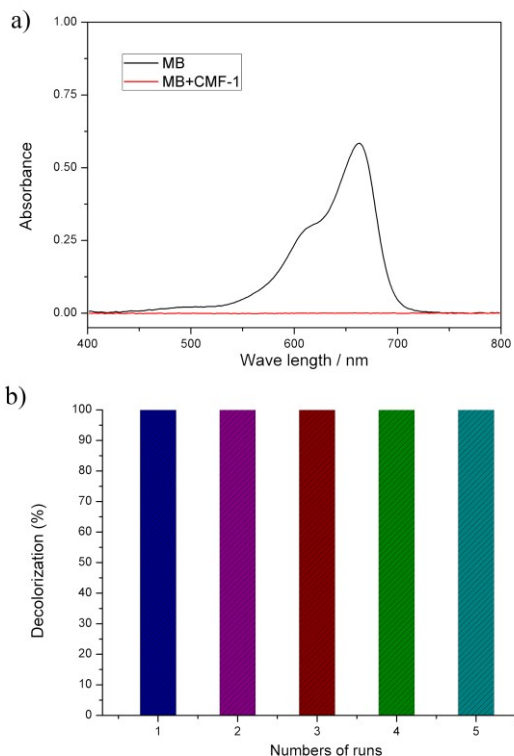 a)
1.00
0.75
0.50
0.25
0.00
Absorbance
MB
MB+CMF-1
400 500 600 700 800
Wave length / nm
b)
100
90
80
70
60
50
40
30
20
10
0
Decolorization (%)
1 2 3 4 5
Numbers of runs